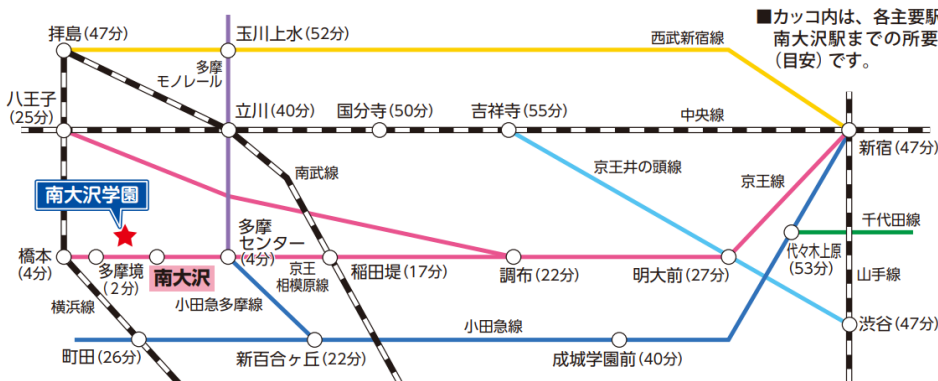 ■カッコ内は、各主要駅
南大沢駅までの所要
（目安）です。
拝島(47分)
玉川上水(52分)
西武新宿線
多摩
モノレール
八王子
(25分)
立川(40分)
国分寺(50分)
吉祥寺(55分)
中央線
新宿(47分)
南武線
京王井の頭線
京王線
南大沢学園
千代田線
多摩
センター
(4分)
代々木上原
(53分)
橋本
(4分)
多摩境
(2分)
南大沢
京王
相模原線
稲田堤(17分)
調布(22分)
明大前(27分)
山手線
横浜線
小田急多摩線
小田急線
渋谷(47分)
町田(26分)
新百合ヶ丘(22分)
成城学園前(40分)